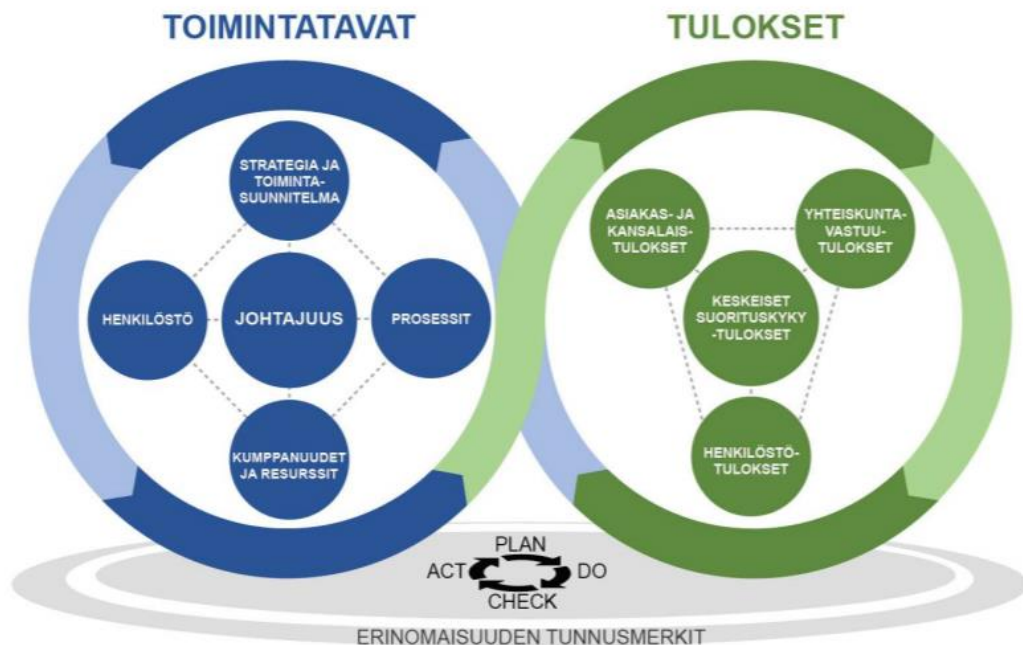 TOIMINTATAVAT
TULOKSET
STRATEGIA JA
TOIMINTA-
SUUNNITELMA
HENKILÖSTÖ
JOHTAJUUS
PROSESSIT
KUMPPANUUDET
JA RESURSSIT
ASIAKAS- JA
KANSALAIS-
TULOKSET
YHTEISKUNTA-
VASTUU-
TULOKSET
KESKEISET
SUORITUSKYKY
-TULOKSET
HENKILÖSTÖ-
TULOKSET
PLAN
ACT
DO
CHECK
ERINOMAISUUDEN TUNNUSMERKIT